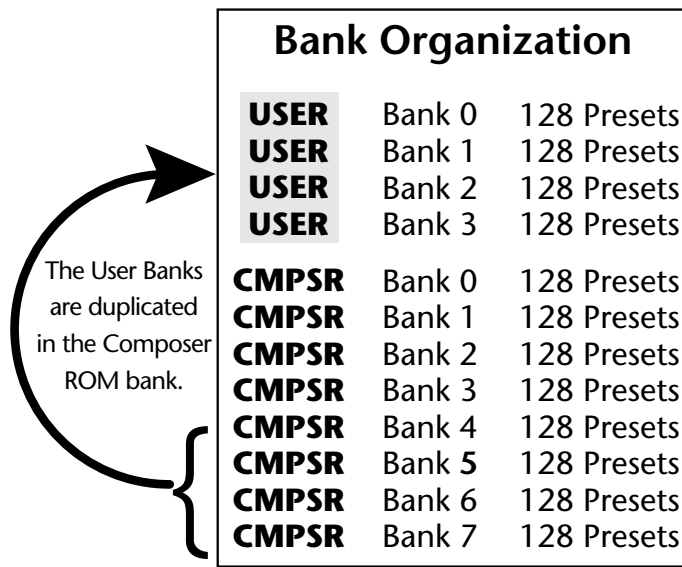 Bank Organization
USER Bank 0 128 Presets
USER Bank 1 128 Presets
USER Bank 2 128 Presets
USER Bank 3 128 Presets
The User Banks
are duplicated
in the Composer
ROM bank.
CMPSR Bank 0 128 Presets
CMPSR Bank 1 128 Presets
CMPSR Bank 2 128 Presets
CMPSR Bank 3 128 Presets
CMPSR Bank 4 128 Presets
CMPSR Bank 5 128 Presets
CMPSR Bank 6 128 Presets
CMPSR Bank 7 128 Presets